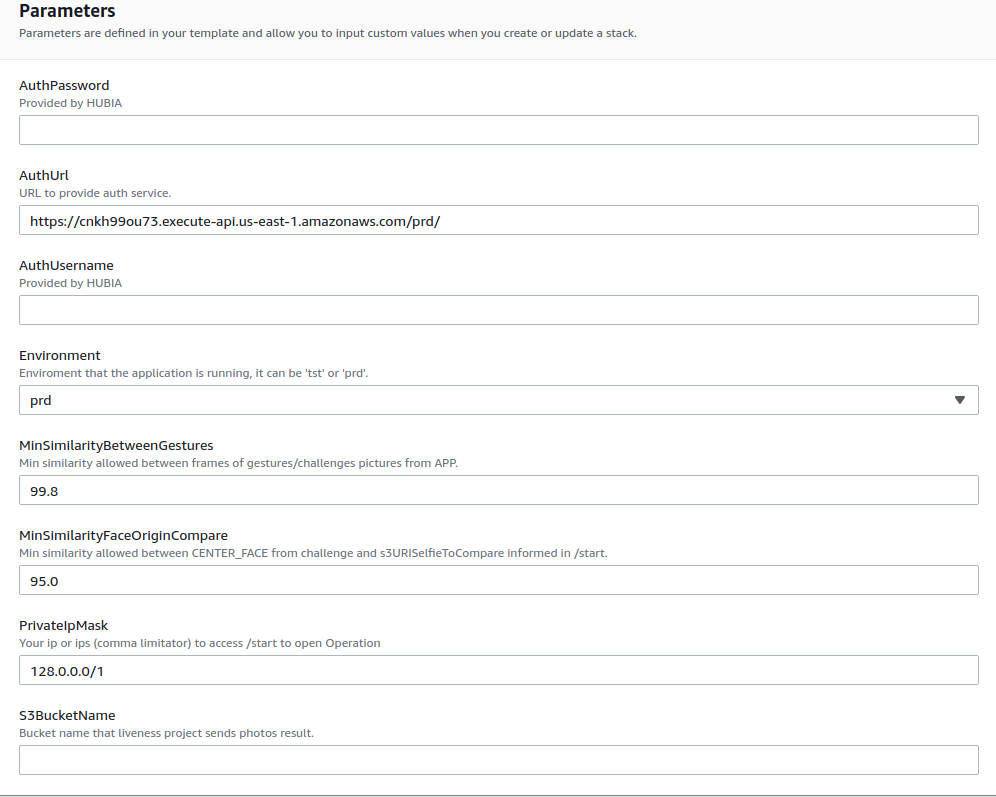 Parameters
Parameters are defined in your template and allow you to input custom values when you create or update a stack.
AuthPassword
Provided by HUBIA
AuthUrl
URL to provide auth service.
https://cnkh99ou73.execute-api.us-east-1.amazonaws.com/prd/
AuthUsername
Provided by HUBIA
Environment
Enviroment that the application is running, it can be 'tst' or 'prd'.
prd
MinSimilarityBetweenGestures
Min similarity allowed between frames of gestures/challenges pictures from APP.
99.8
MinSimilarityFaceOriginCompare
Min similarity allowed between CENTER_FACE from challenge and s3URISelfieToCompare informed in /start.
95.0
PrivateIpMask
Your ip or ips (comma limitator) to access /start to open Operation
128.0.0.0/1
S3BucketName
Bucket name that liveness project sends photos result.